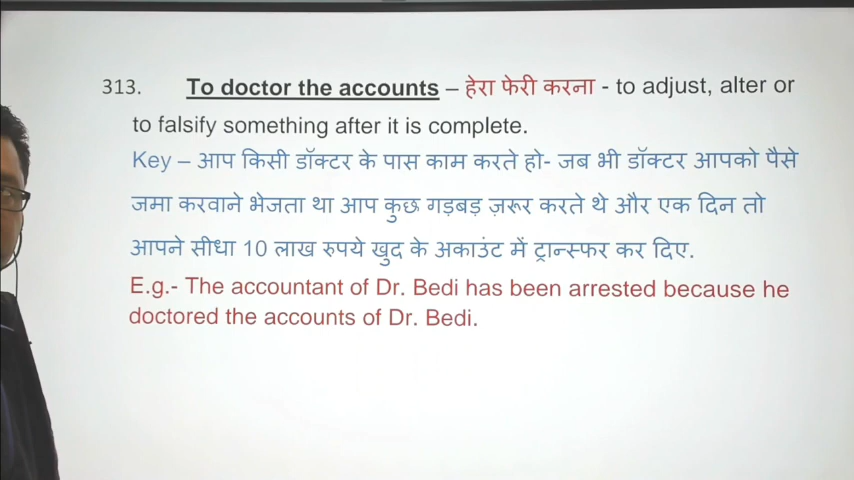 313. To doctor the accounts – हेरा फेरी करना - to adjust, alter or
to falsify something after it is complete.
Key – आप किसी डॉक्टर के पास काम करते हो- जब भी डॉक्टर आपको पैसे
जमा करवाने भेजता था आप कुछ गड़बड़ ज़रूर करते थे और एक दिन तो
आपने सीधा 10 लाख रुपये खुद के अकाउंट में ट्रान्स्फर कर दिए.
E.g.- The accountant of Dr. Bedi has been arrested because he
doctored the accounts of Dr. Bedi.